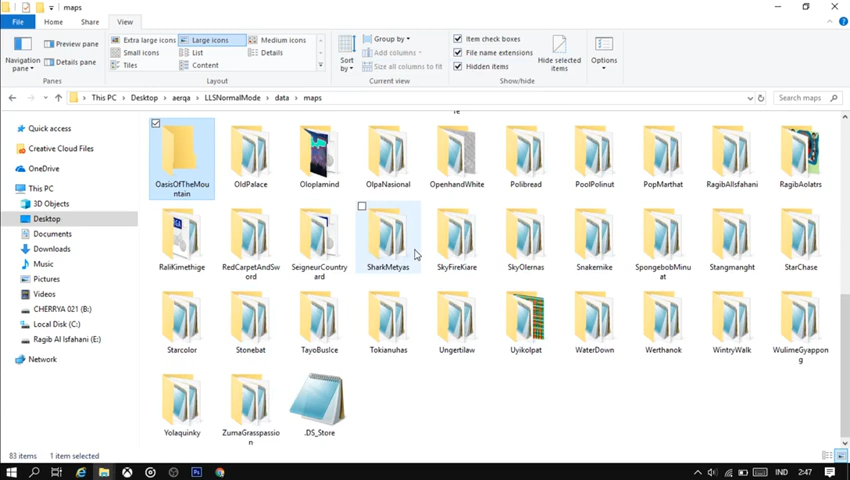 maps
File
Home
Share
View
Navigation pane
Preview pane
Details pane
Panes
Extra large icons
Large icons
Medium icons
Small icons
List
Details
Tiles
Content
Layout
Sort by
Group by
Add columns
Size all columns to fit
Current view
Item check boxes
File name extensions
Hidden items
Hide selected items
Show/hide
Options
This PC > Desktop > aerqa > LLSNormalMode > data > maps
Search maps
Quick access
Creative Cloud Files
OneDrive
This PC
3D Objects
Desktop
Documents
Downloads
Music
Pictures
Videos
CHERRYA 021 (B:)
Local Disk (C:)
Ragib Al Isfahani (E:)
Network
re
OasisOfTheMountain
OldPalace
Oloplamind
OlpaNasional
OpenhandWhite
Polibread
PoolPolinut
PopMarthat
RagibAllsfahani
RagibAolatrs
RaliKimethige
RedCarpetAndSword
SeigneurCountryard
SharkMetyas
SkyFireKiare
SkyOlernas
Snakemike
SpongebobMinuat
Stangmanght
StarChase
Starcolor
Stonebat
TayoBusIce
Tokianuhas
Ungertilaw
Uyikolpat
WaterDown
Werthanok
WintryWalk
WulimeGyappong
Yolaquinky
ZumaGrasspassion
.DS_Store
83 items
1 item selected
IND
2:47